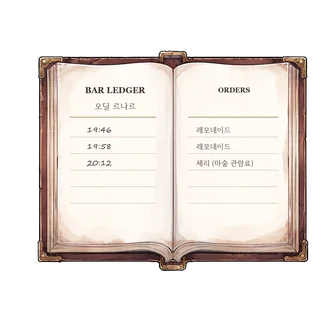 BAR LEDGER
오딜 르나르
19:46
19:58
20:12
ORDERS
레모네이드
레모네이드
체리 (마술 관람료)